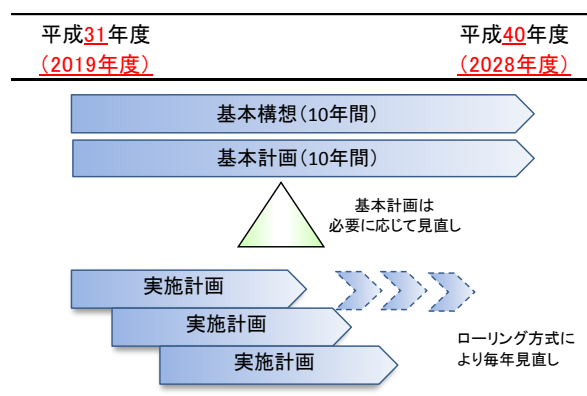 平成31年度
(2019年度)
平成40年度
(2028年度)
基本構想(10年間)
基本計画(10年間)
基本計画は
必要に応じて見直し
実施計画
実施計画
実施計画
ローリング方式に
より毎年見直し